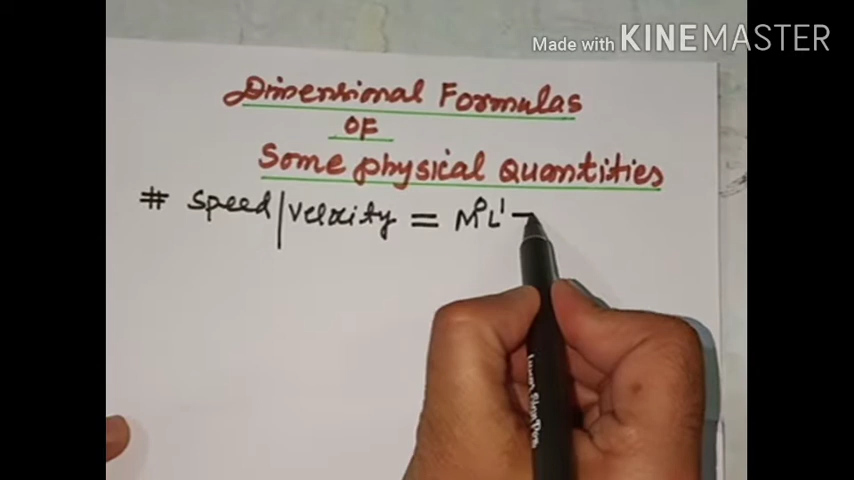 Made with KINEMASTER
Dimensional Formulas
OF
Some physical Quantities
# Speed/Velocity = M⁰L¹